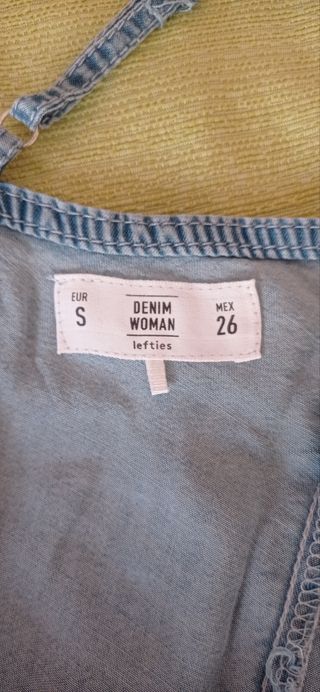 EUR
S
DENIM
WOMAN
lefties
MEX
26